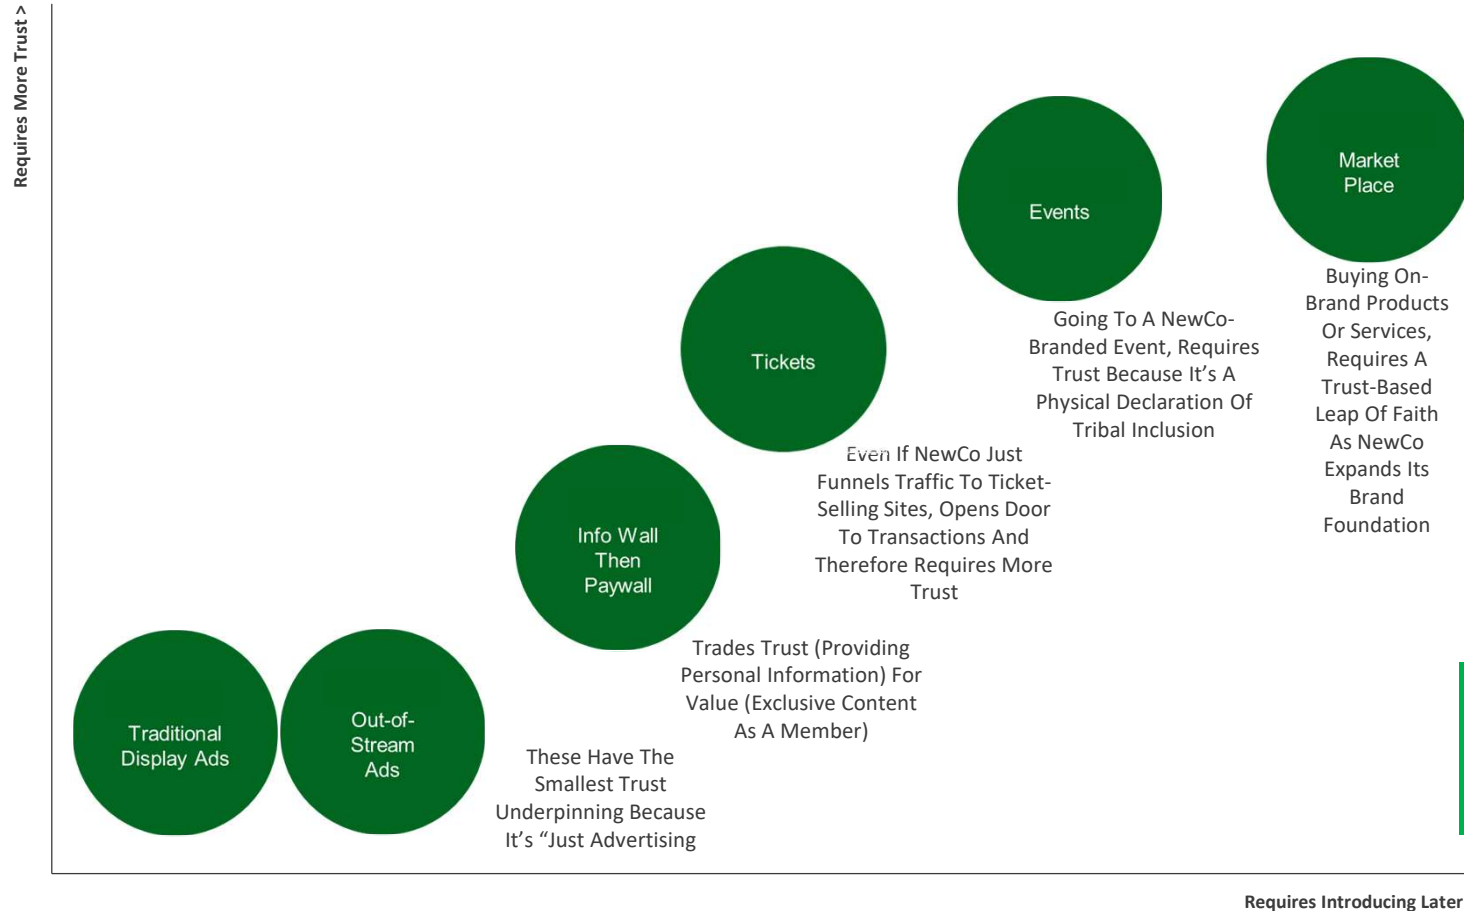 Requires More Trust >
Market
Place
Events
Buying On-
Brand Products
Or Services,
Requires A
Trust-Based
Leap Of Faith
As NewCo
Expands Its
Brand
Foundation
Going To A NewCo-
Branded Event, Requires
Trust Because It’s A
Physical Declaration Of
Tribal Inclusion
Tickets
Even If NewCo Just
Funnels Traffic To Ticket-
Selling Sites, Opens Door
To Transactions And
Therefore Requires More
Trust
Info Wall
Then
Paywall
Trades Trust (Providing
Personal Information) For
Value (Exclusive Content
As A Member)
Traditional
Display Ads
Out-of-
Stream
Ads
These Have The
Smallest Trust
Underpinning Because
It’s “Just Advertising
Requires Introducing Later